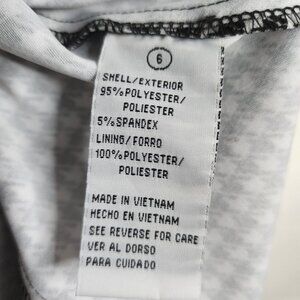 6
SHELL/EXTERIOR
95%POLYESTER/
POLIESTER
5%SPANDEX
LINING/FORRO
100%POLYESTER/
POLIESTER
MADE IN VIETNAM
HECHO EN VIETNAM
SEE REVERSE FOR CARE
VER AL DORSO
PARA CUIDADO